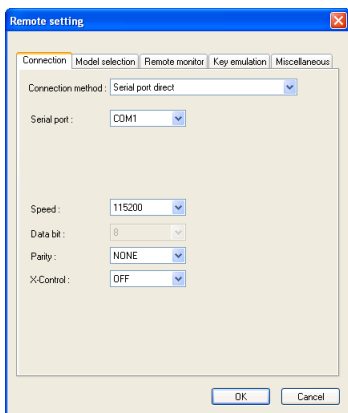 Remote setting
Connection Model selection Remote monitor Key emulation Miscellaneous
Connection method : Serial port direct
Serial port : COM1
Speed : 115200
Data bit : 8
Parity : NONE
X-Control : OFF
OK Cancel